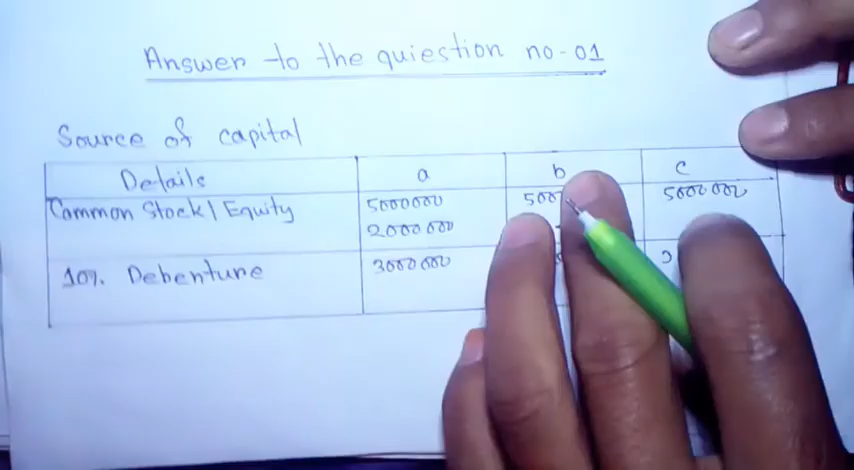 Answer to the quiestion no-01
Source of capital
Details a b c
Common Stock/Equity 5000000 5000000
2000000
10% Debenture 3000000